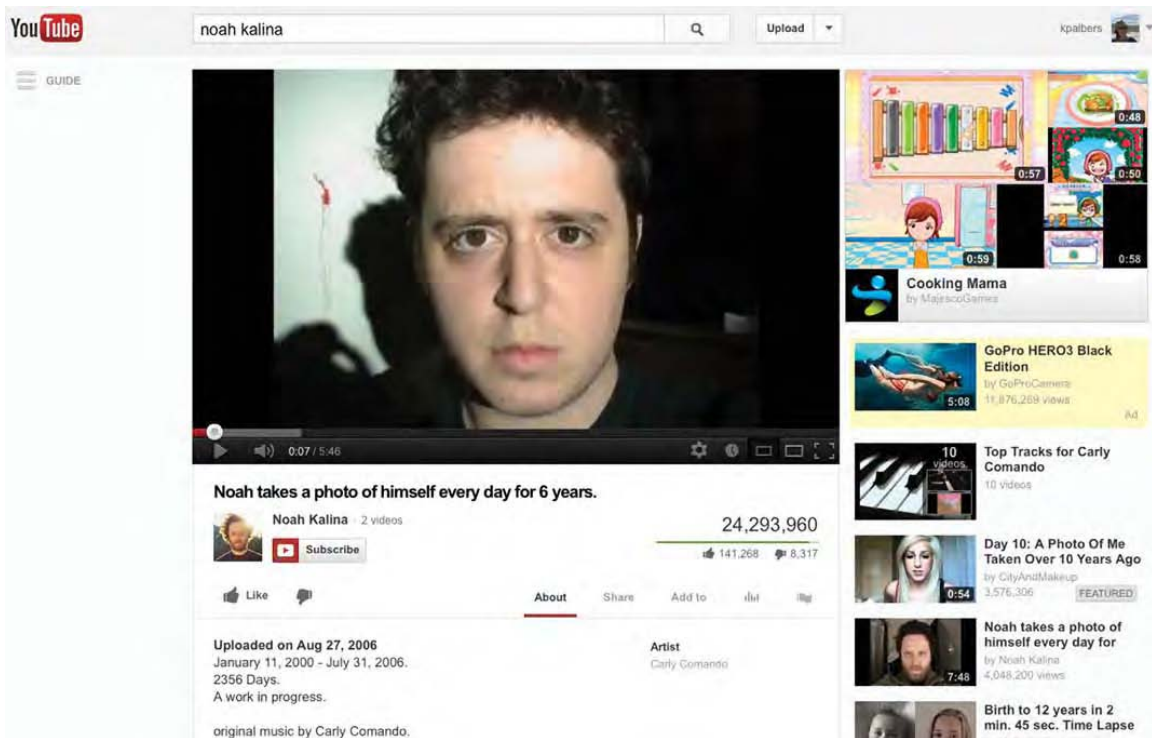 You Tube
noah kalina
Upload
kpalbers
GUIDE
0:57
0:48
0:50
0:59
0:58
Cooking Mama
by MajescoGames
GoPro HERO3 Black
Edition
by GoProCamera
11,876,269 views
5:08
Ad
0:07 / 5:46
10
videos
Top Tracks for Carly
Comando
10 videos
Noah takes a photo of himself every day for 6 years.
Noah Kalina · 2 videos
Subscribe
24,293,960
141,268 8,317
Like
About Share Add to
Day 10: A Photo Of Me
Taken Over 10 Years Ago
by CityAndMakeup
3,576,306 FEATURED
0:54
Uploaded on Aug 27, 2006
January 11, 2000 - July 31, 2006.
2356 Days.
A work in progress.
original music by Carly Comando.
Artist
Carly Comando
Noah takes a photo of
himself every day for
by Noah Kalina
4,048,200 views
7:48
Birth to 12 years in 2
min. 45 sec. Time Lapse